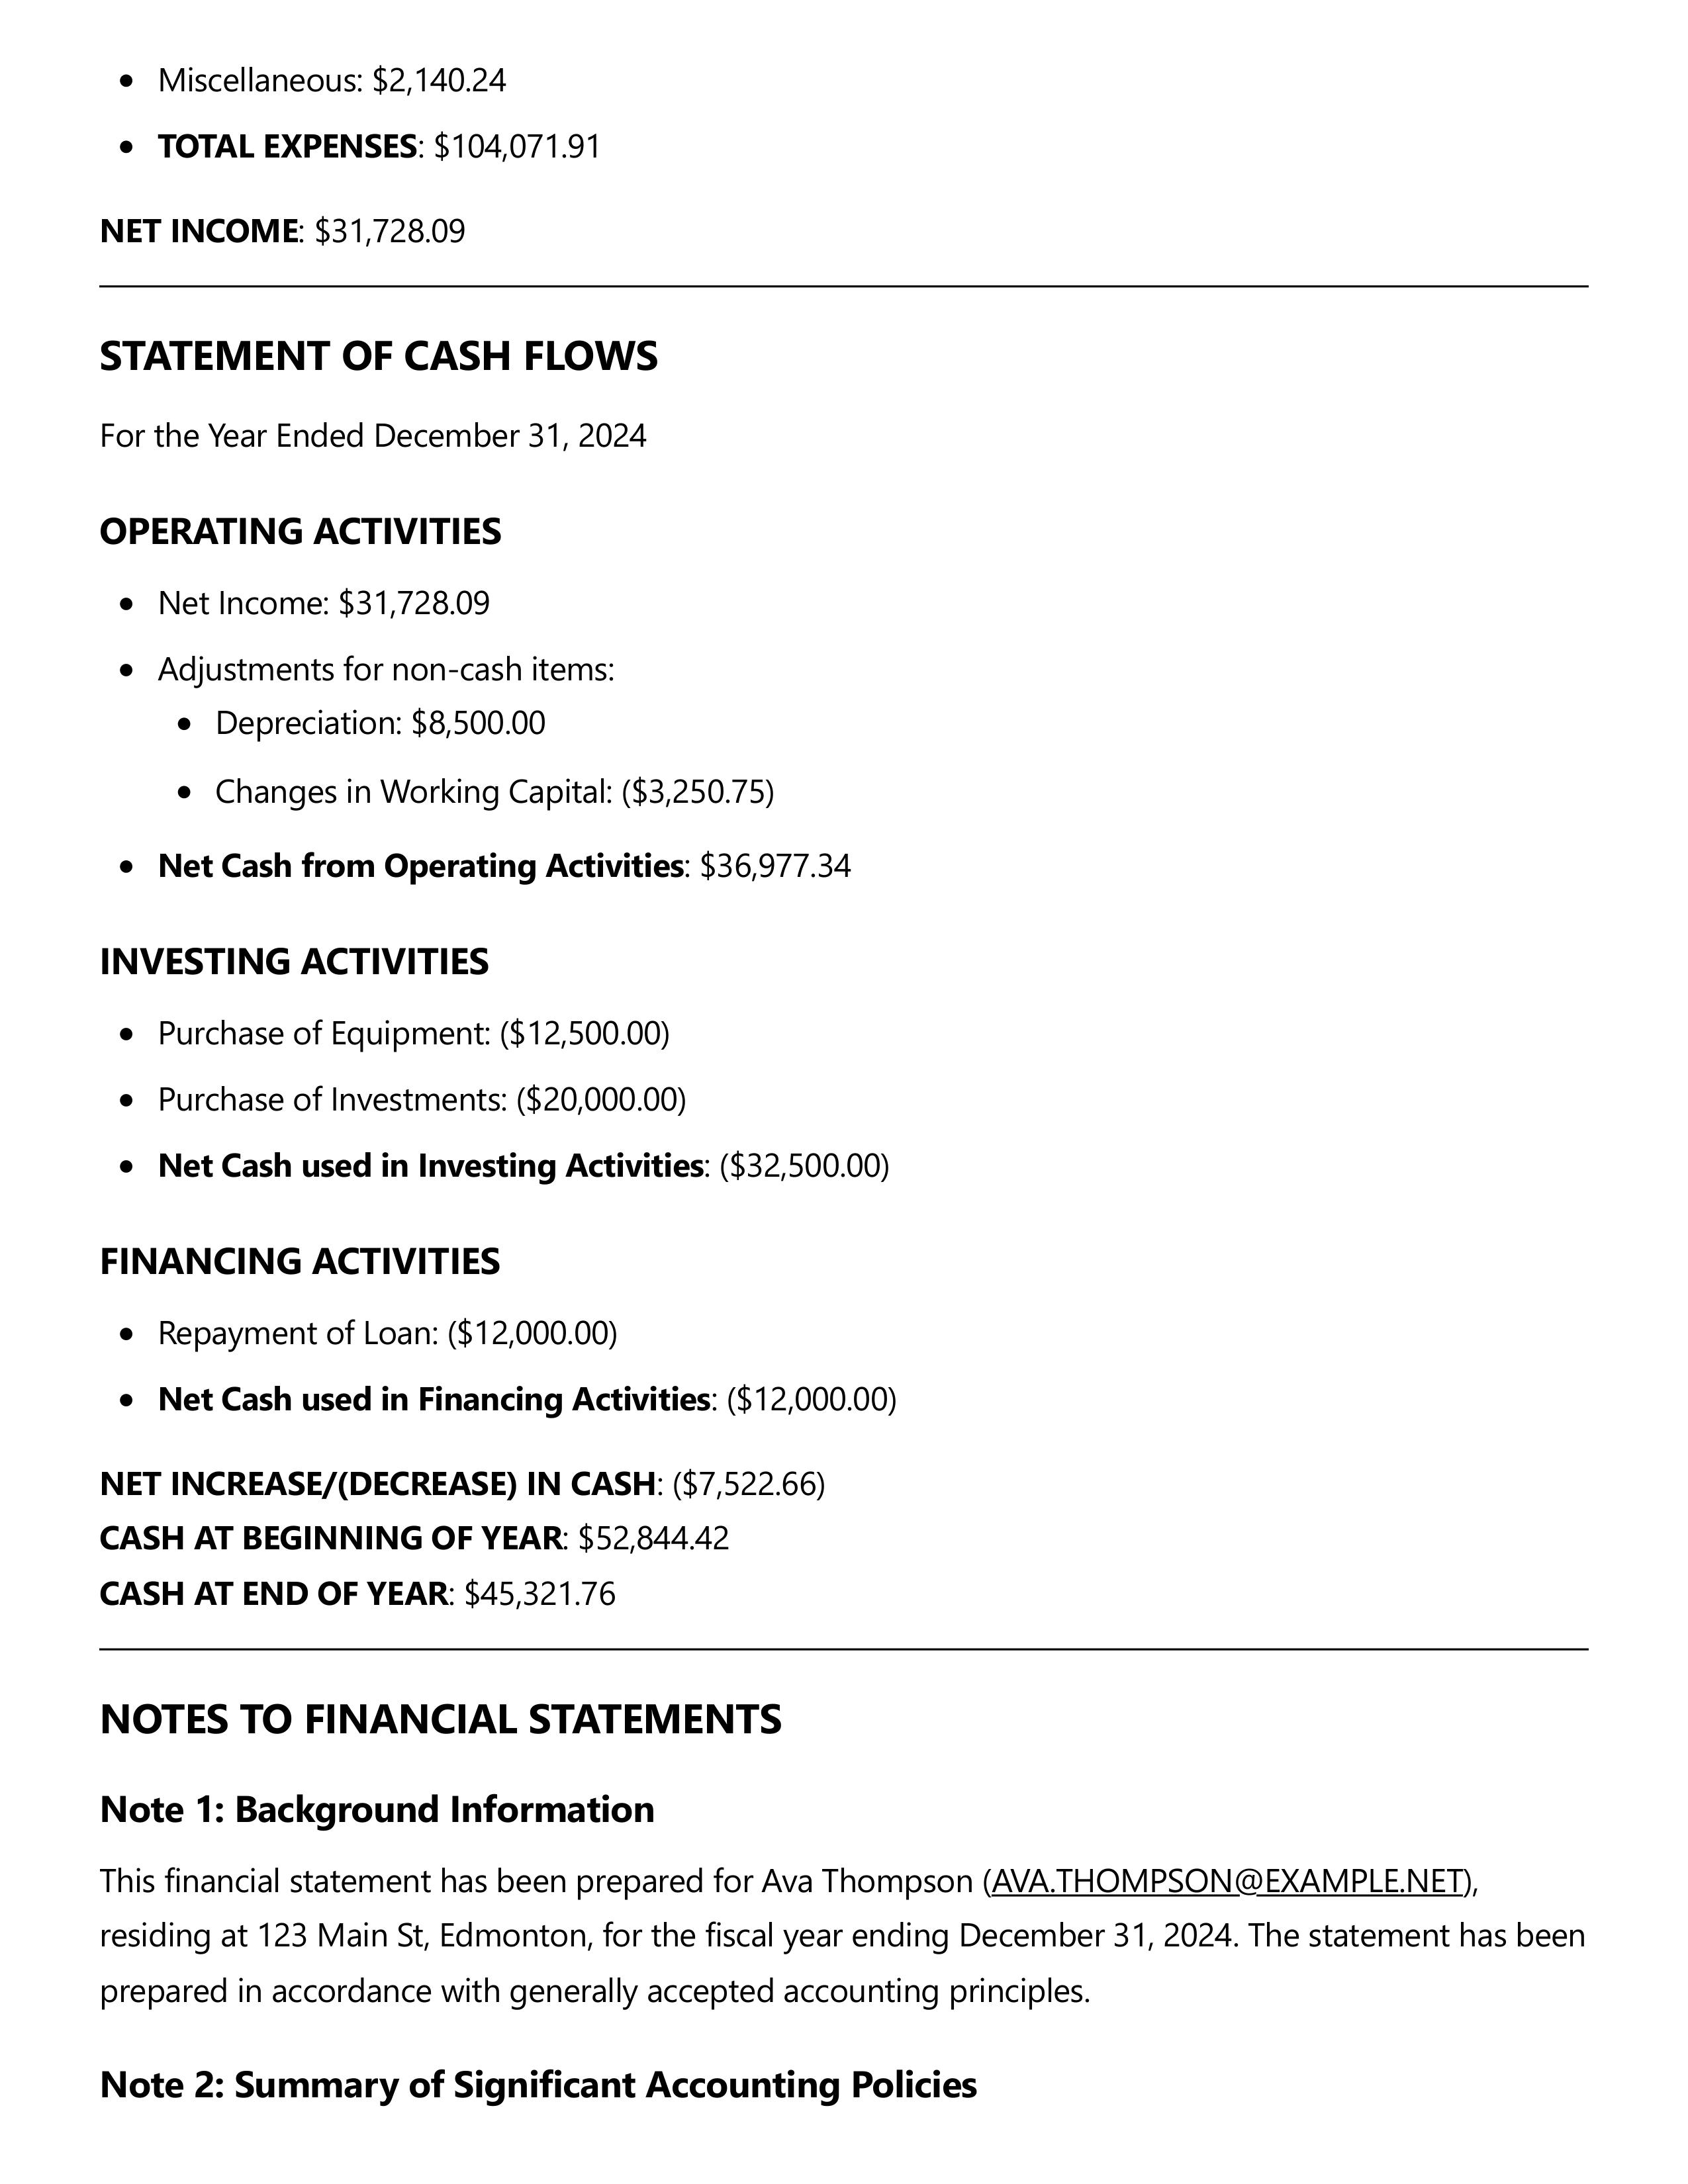 • Miscellaneous: $2,140.24
• TOTAL EXPENSES: $104,071.91
NET INCOME: $31,728.09
STATEMENT OF CASH FLOWS
For the Year Ended December 31, 2024
OPERATING ACTIVITIES
• Net Income: $31,728.09
• Adjustments for non-cash items:
• Depreciation: $8,500.00
• Changes in Working Capital: ($3,250.75)
• Net Cash from Operating Activities: $36,977.34
INVESTING ACTIVITIES
• Purchase of Equipment: ($12,500.00)
• Purchase of Investments: ($20,000.00)
• Net Cash used in Investing Activities: ($32,500.00)
FINANCING ACTIVITIES
• Repayment of Loan: ($12,000.00)
• Net Cash used in Financing Activities: ($12,000.00)
NET INCREASE/(DECREASE) IN CASH: ($7,522.66)
CASH AT BEGINNING OF YEAR: $52,844.42
CASH AT END OF YEAR: $45,321.76
NOTES TO FINANCIAL STATEMENTS
Note 1: Background Information
This financial statement has been prepared for Ava Thompson (AVA.THOMPSON@EXAMPLE.NET),
residing at 123 Main St, Edmonton, for the fiscal year ending December 31, 2024. The statement has been
prepared in accordance with generally accepted accounting principles.
Note 2: Summary of Significant Accounting Policies